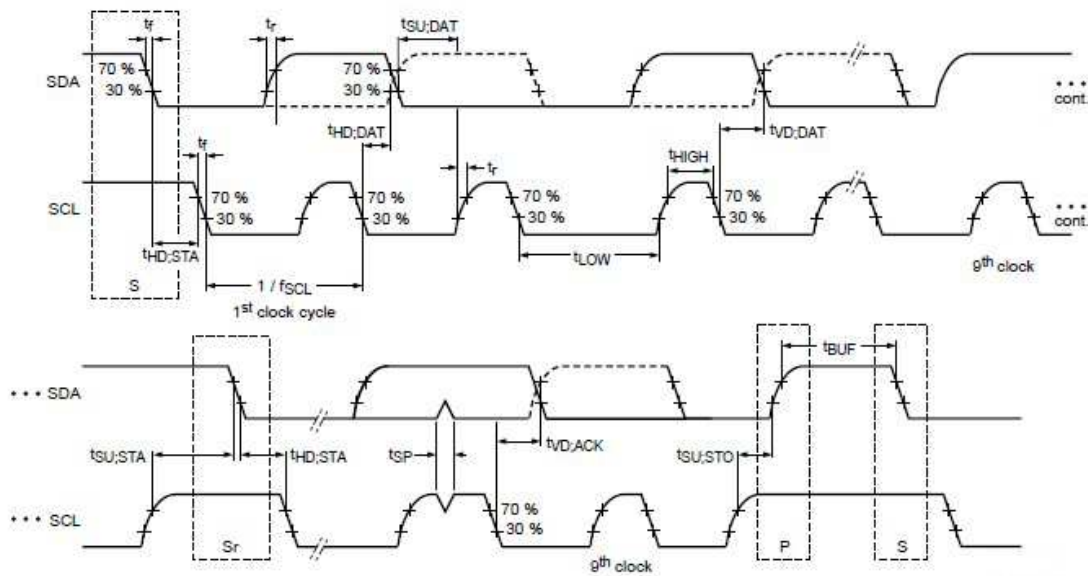 tf tr tSU;DAT
70 %
30 %
70 %
30 %
SDA
cont.
tHD;DAT
tVD;DAT
tf
tr
tHIGH
70 %
30 %
70 %
30 %
70 %
30 %
70 %
30 %
SCL
cont.
tHD;STA
tLOW
9th clock
S
1 / fSCL
1st clock cycle
tBUF
SDA
tSU;STA
tHD;STA
tSP
tVD;ACK
tSU;STO
70 %
30 %
SCL
Sr
P
S
9th clock